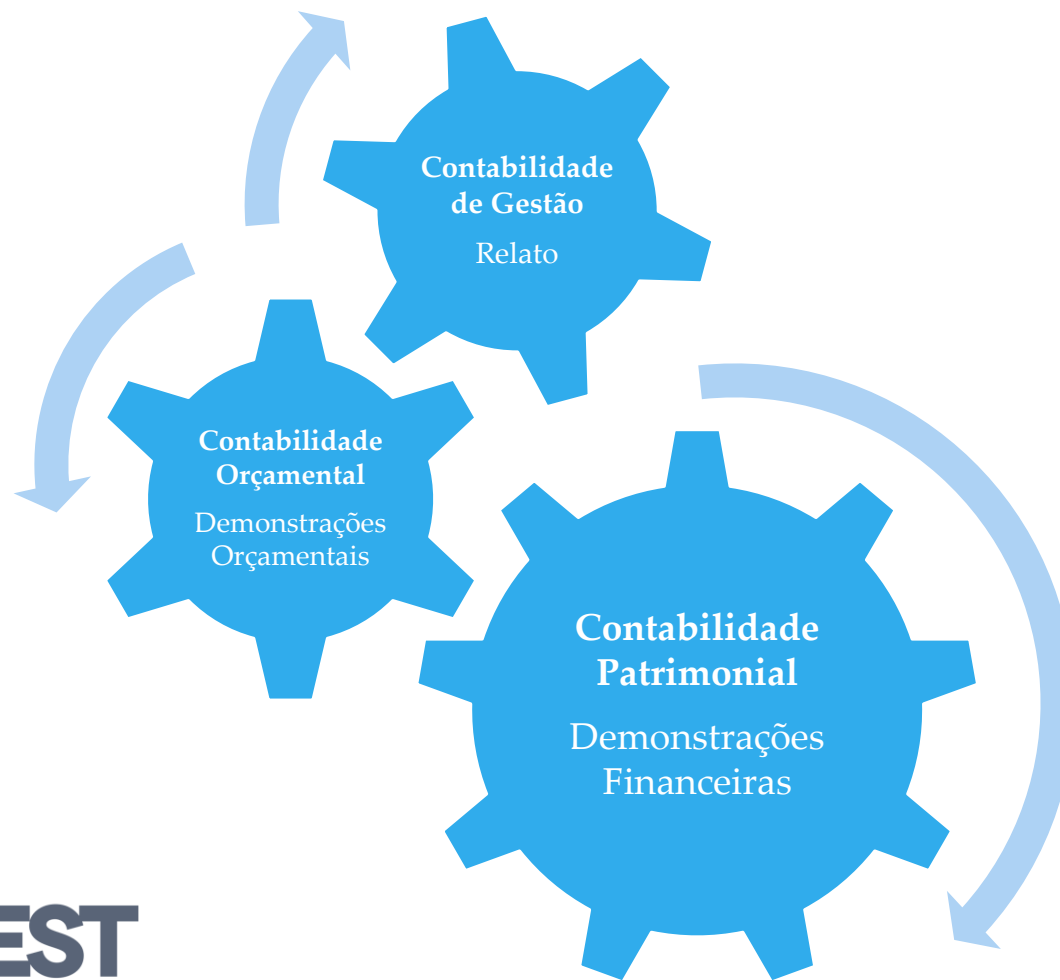 Contabilidade
de Gestão
Relato
Contabilidade
Orçamental
Demonstrações
Orçamentais
Contabilidade
Patrimonial
Demonstrações
Financeiras
EST